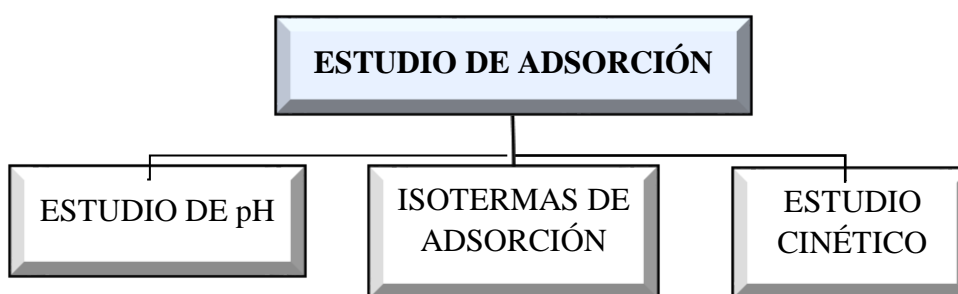 ESTUDIO DE ADSORCIÓN
ESTUDIO DE pH
ISOTERMAS DE
ADSORCIÓN
ESTUDIO
CINÉTICO